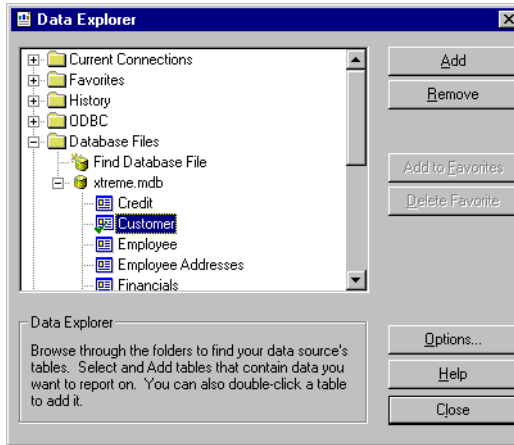 Data Explorer
Current Connections
Favorites
History
ODBC
Database Files
Find Database File
xtreme.mdb
Credit
Customer
Employee
Employee Addresses
Financials
Add
Remove
Add to Favorites
Delete Favorite
Data Explorer
Browse through the folders to find your data source's
tables. Select and Add tables that contain data you
want to report on. You can also double-click a table
to add it.
Options...
Help
Close